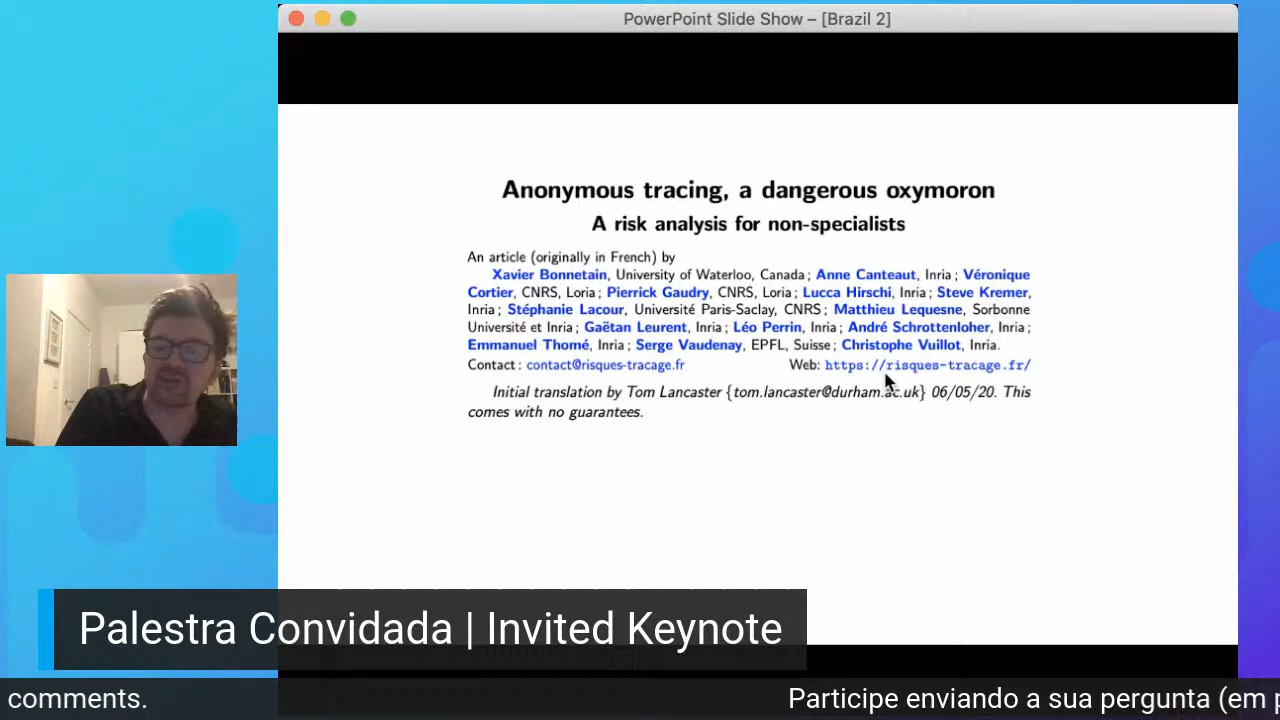 PowerPoint Slide Show – [Brazil 2]
Anonymous tracing, a dangerous oxymoron
A risk analysis for non-specialists
An article (originally in French) by
Xavier Bonnetain, University of Waterloo, Canada ; Anne Canteaut, Inria ; Véronique
Cortier, CNRS, Loria ; Pierrick Gaudry, CNRS, Loria ; Lucca Hirschi, Inria ; Steve Kremer,
Inria ; Stéphanie Lacour, Université Paris-Saclay, CNRS ; Matthieu Lequesne, Sorbonne
Université et Inria ; Gaëtan Leurent, Inria ; Léo Perrin, Inria ; André Schrottenloher, Inria ;
Emmanuel Thomé, Inria ; Serge Vaudenay, EPFL, Suisse ; Christophe Vuillot, Inria.
Contact : contact@risques-tracage.fr Web: https://risques-tracage.fr/
Initial translation by Tom Lancaster {tom.lancaster@durham.ac.uk} 06/05/20. This
comes with no guarantees.
Palestra Convidada | Invited Keynote
comments. Participe enviando a sua pergunta (em